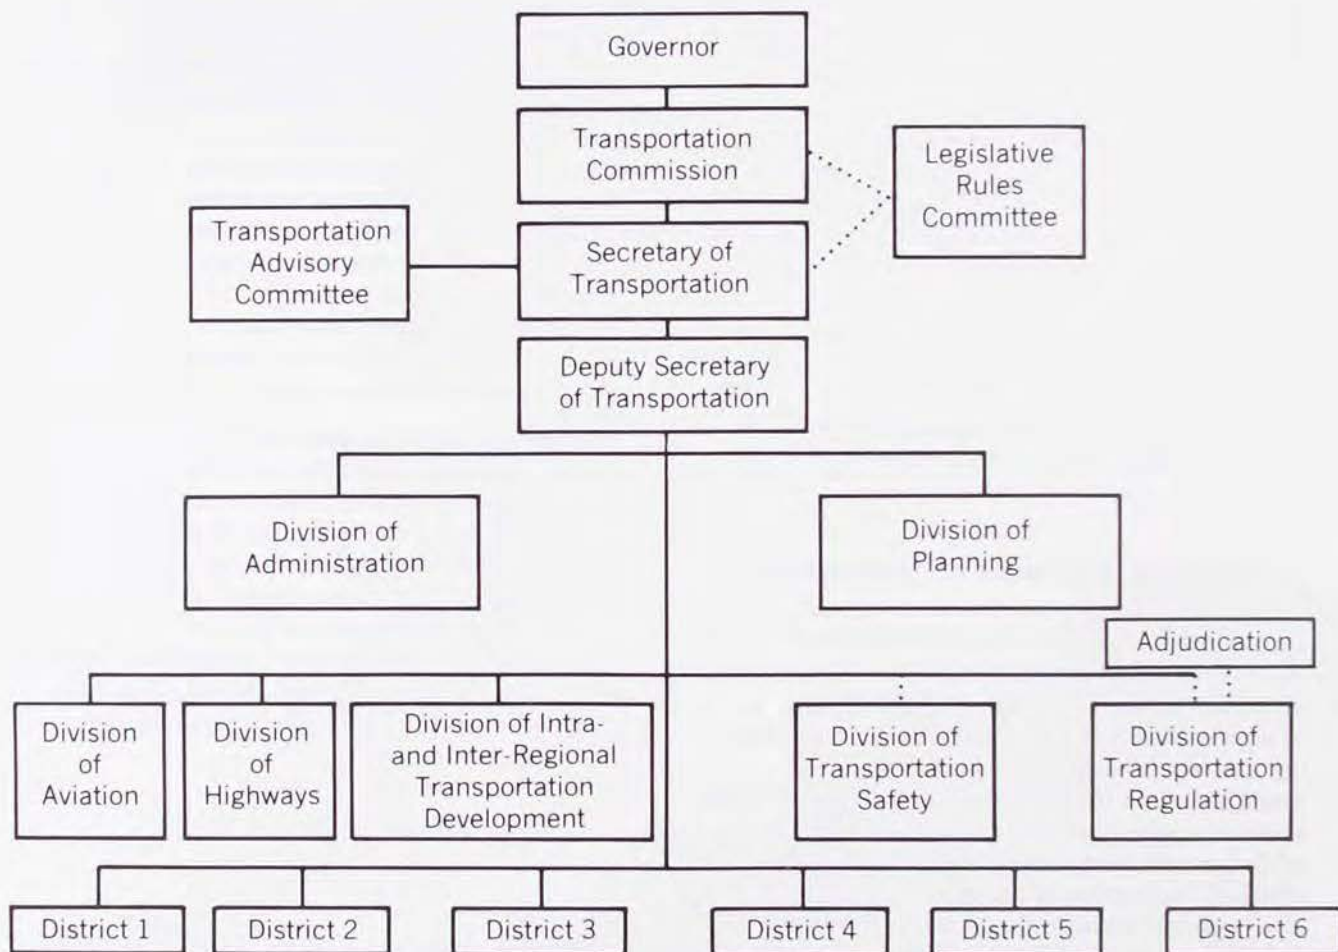 Governor
Transportation
Commission
Legislative
Rules
Committee
Transportation
Advisory
Committee
Secretary of
Transportation
Deputy Secretary
of Transportation
Division of
Administration
Division of
Planning
Adjudication
Division
of
Aviation
Division
of
Highways
Division of Intra-
and Inter-Regional
Transportation
Development
Division of
Transportation
Safety
Division of
Transportation
Regulation
District 1
District 2
District 3
District 4
District 5
District 6